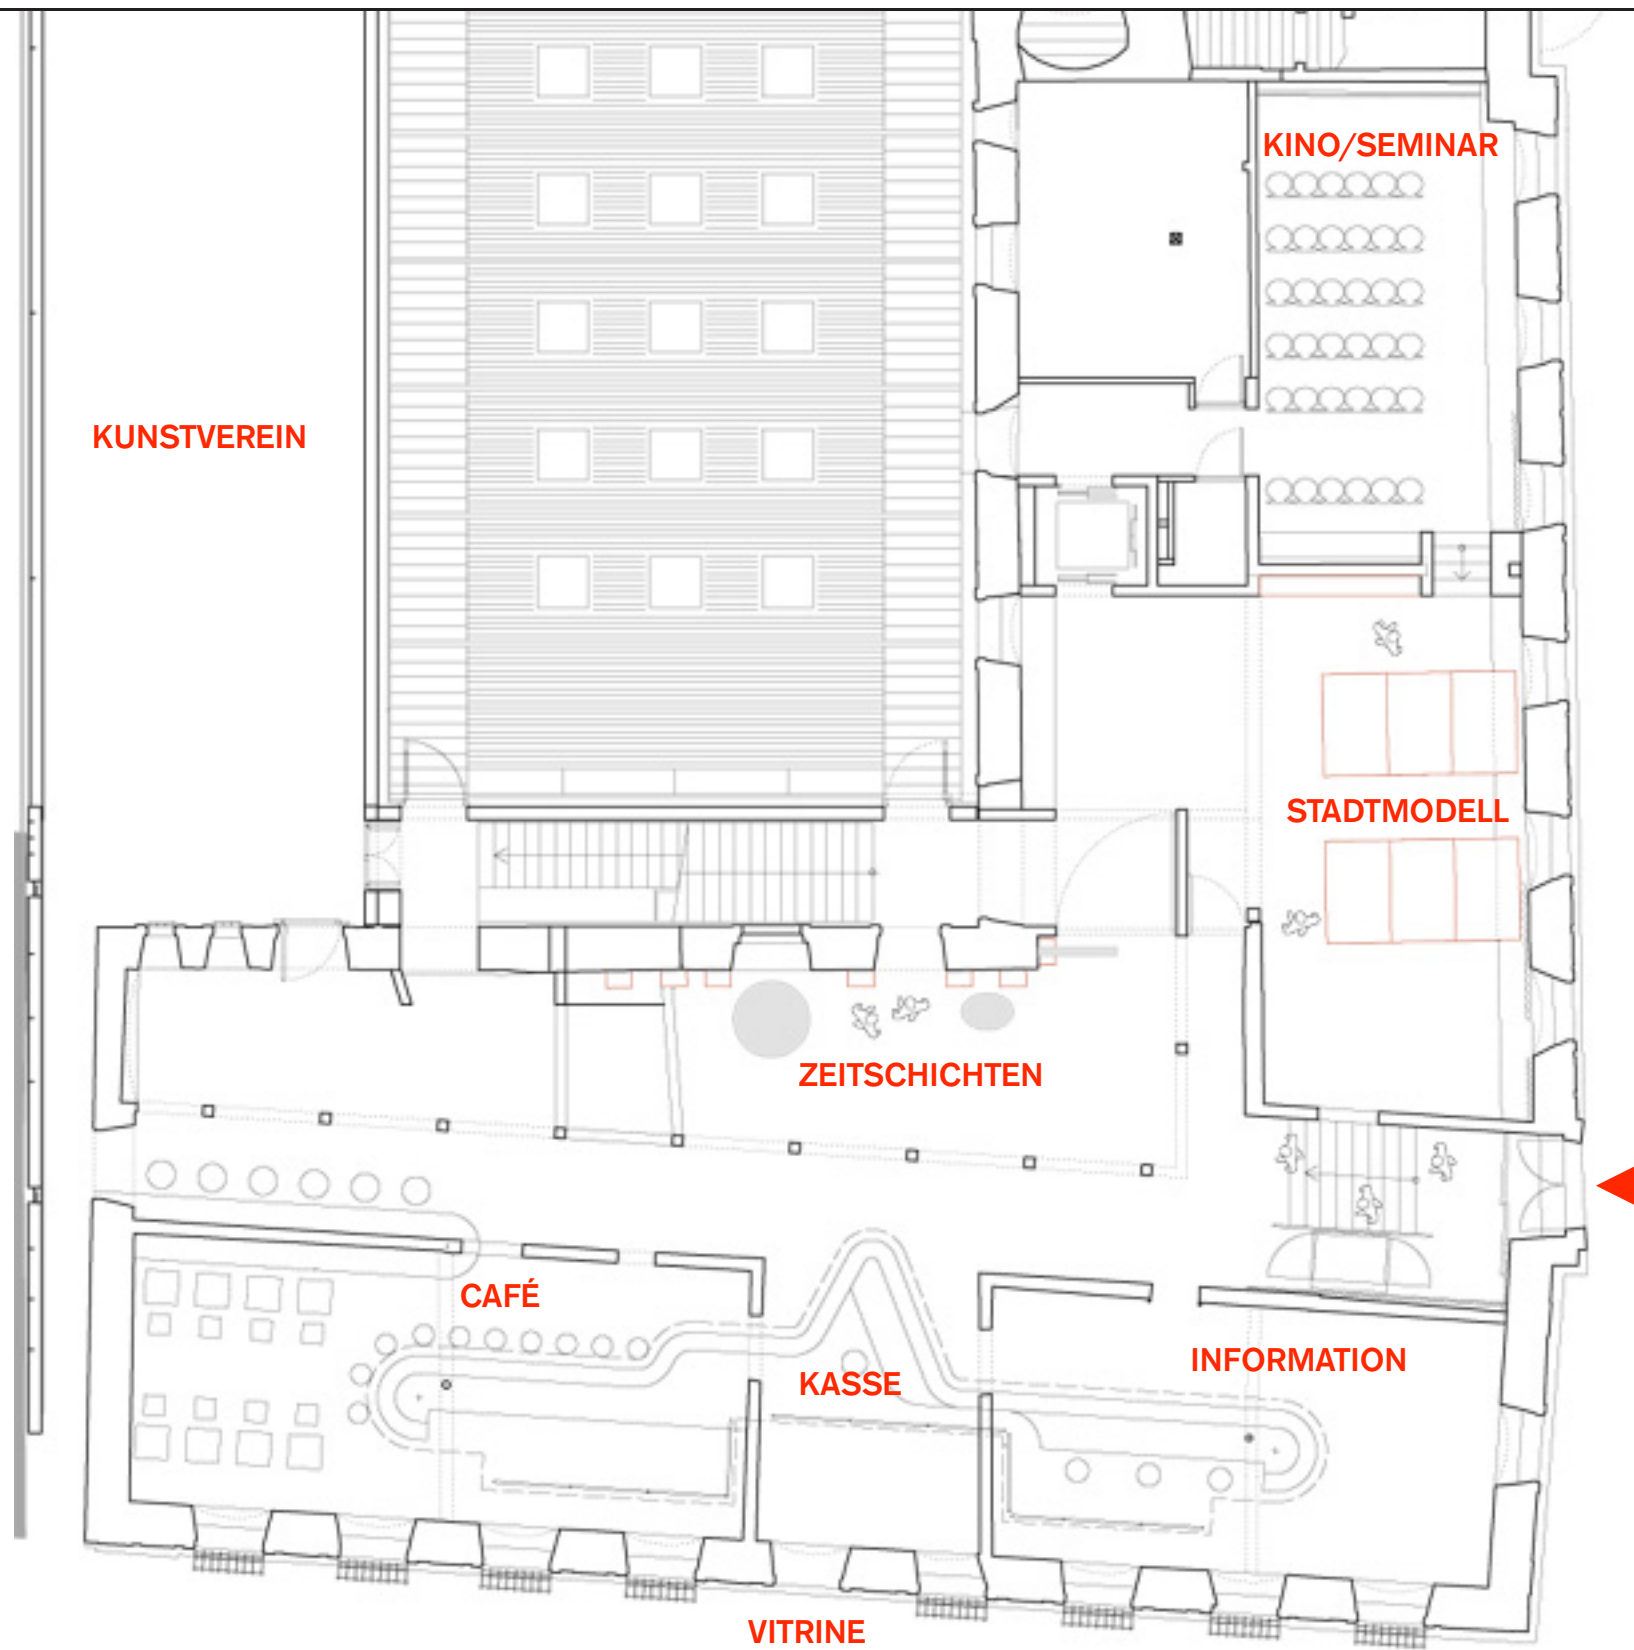 KINO/SEMINAR
KUNSTVEREIN
STADTMODELL
ZEITSCHICHTEN
CAFÉ
INFORMATION
KASSE
VITRINE